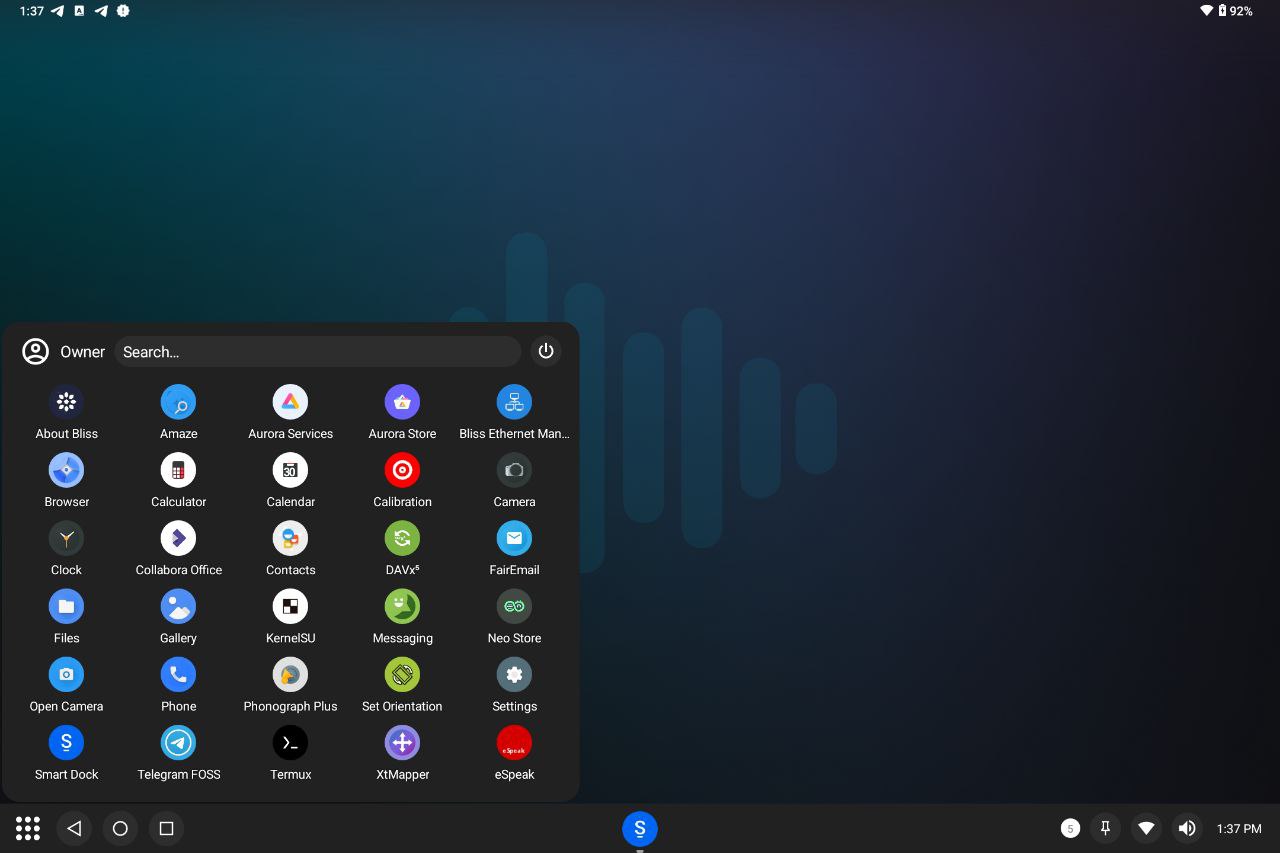 1:37
92%
Owner
Search...
About Bliss
Amaze
Aurora Services
Aurora Store
Bliss Ethernet Man...
Browser
Calculator
30
Calendar
Calibration
Camera
Clock
Collabora Office
Contacts
DAVx⁵
FairEmail
Files
Gallery
KernelSU
Messaging
Neo Store
Open Camera
Phone
Phonograph Plus
Set Orientation
Settings
S
Smart Dock
Telegram FOSS
Termux
XtMapper
eSpeak
eSpeak
S
5
1:37 PM